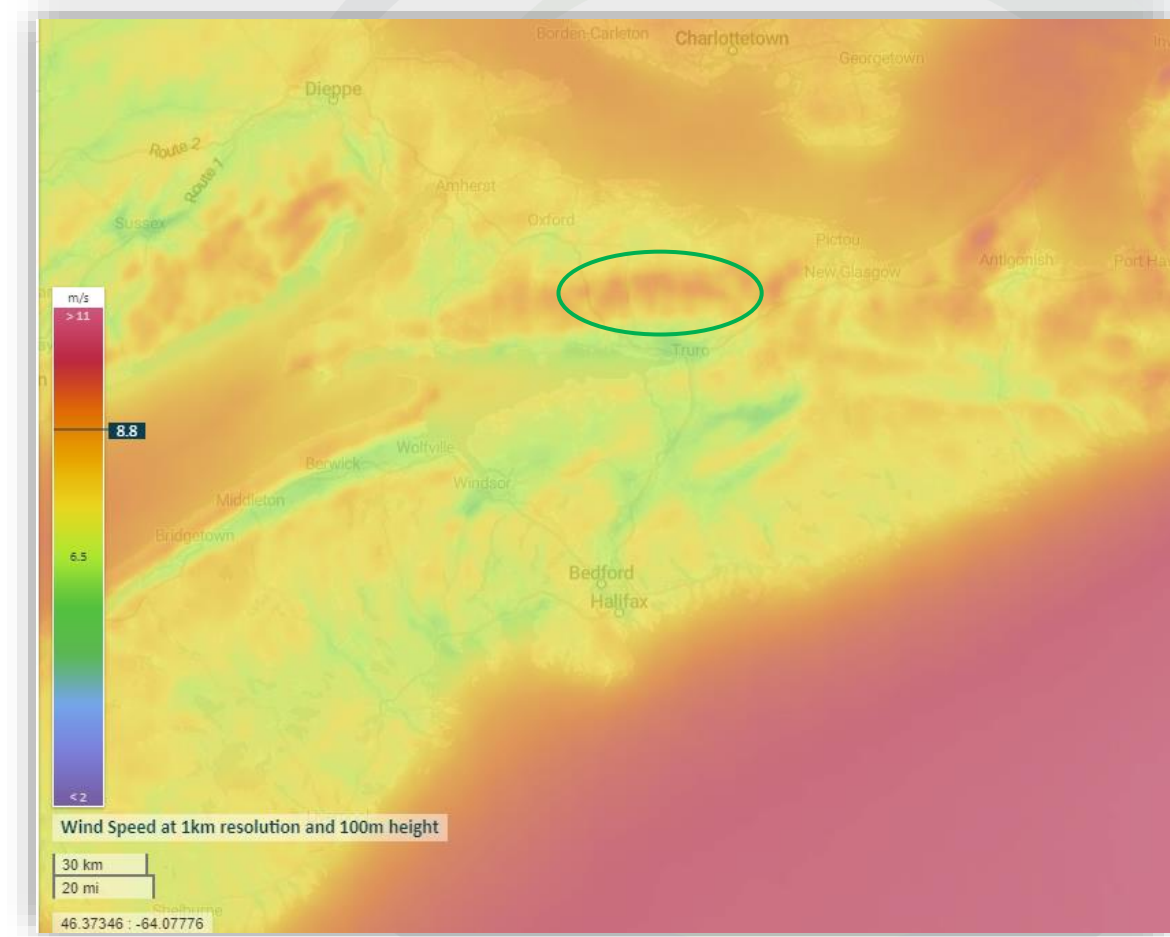 Borden-Carleton
Charlottetown
Georgetown
Dieppe
Route 2
Route 1
Amherst
Sussex
Oxford
Pictou
New Glasgow
Antigonish
m/s
>11
Truro
8.8
Wolfville
Berwick
Windsor
Middleton
Bridgetown
6.5
Bedford
Halifax
<2
Wind Speed at 1km resolution and 100m height
30 km
20 mi
Shelburne
46.37346 : -64.07776